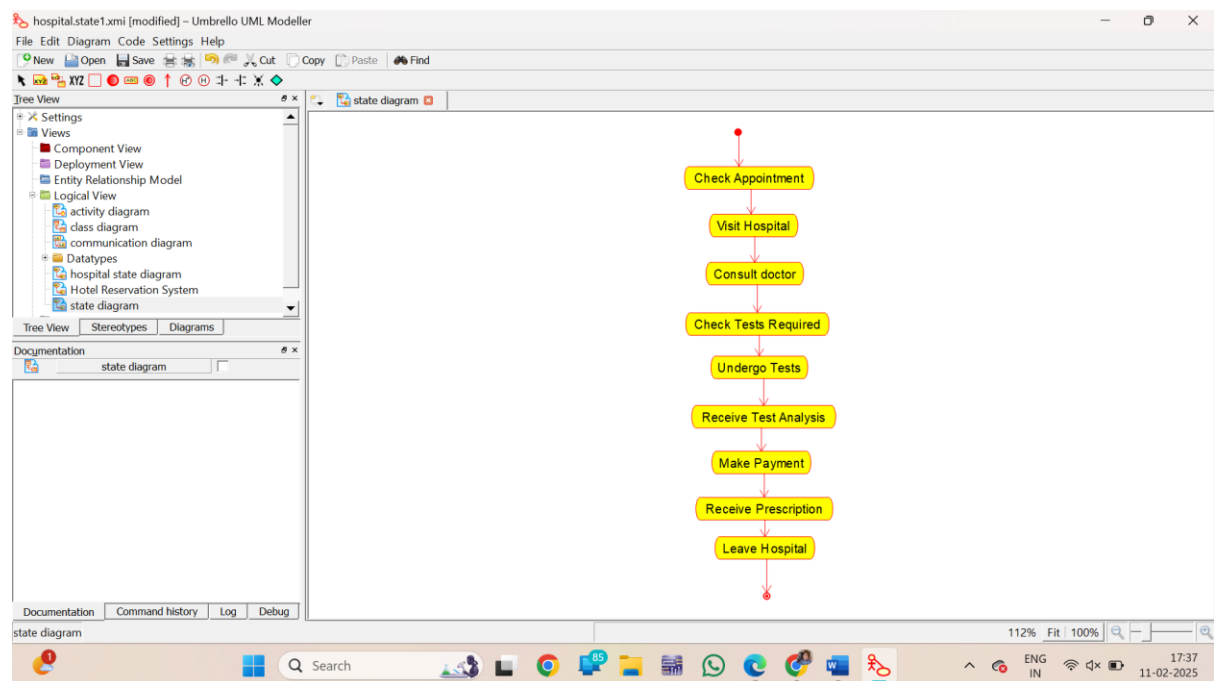 hospital.state1.xmi [modified] – Umbrello UML Modeller
File Edit Diagram Code Settings Help
New Open Save Cut Copy Paste Find
XYZ XYZ ABC H H
Tree View
state diagram
Settings
Views
Component View
Deployment View
Entity Relationship Model
Logical View
activity diagram
class diagram
communication diagram
Datatypes
hospital state diagram
Hotel Reservation System
state diagram
Tree View Stereotypes Diagrams
Documentation
state diagram
Check Appointment
Visit Hospital
Consult doctor
Check Tests Required
Undergo Tests
Receive Test Analysis
Make Payment
Receive Prescription
Leave Hospital
Documentation Command history Log Debug
state diagram
112% Fit 100%
1
Search
85
W
ENG
IN
17:37
11-02-2025